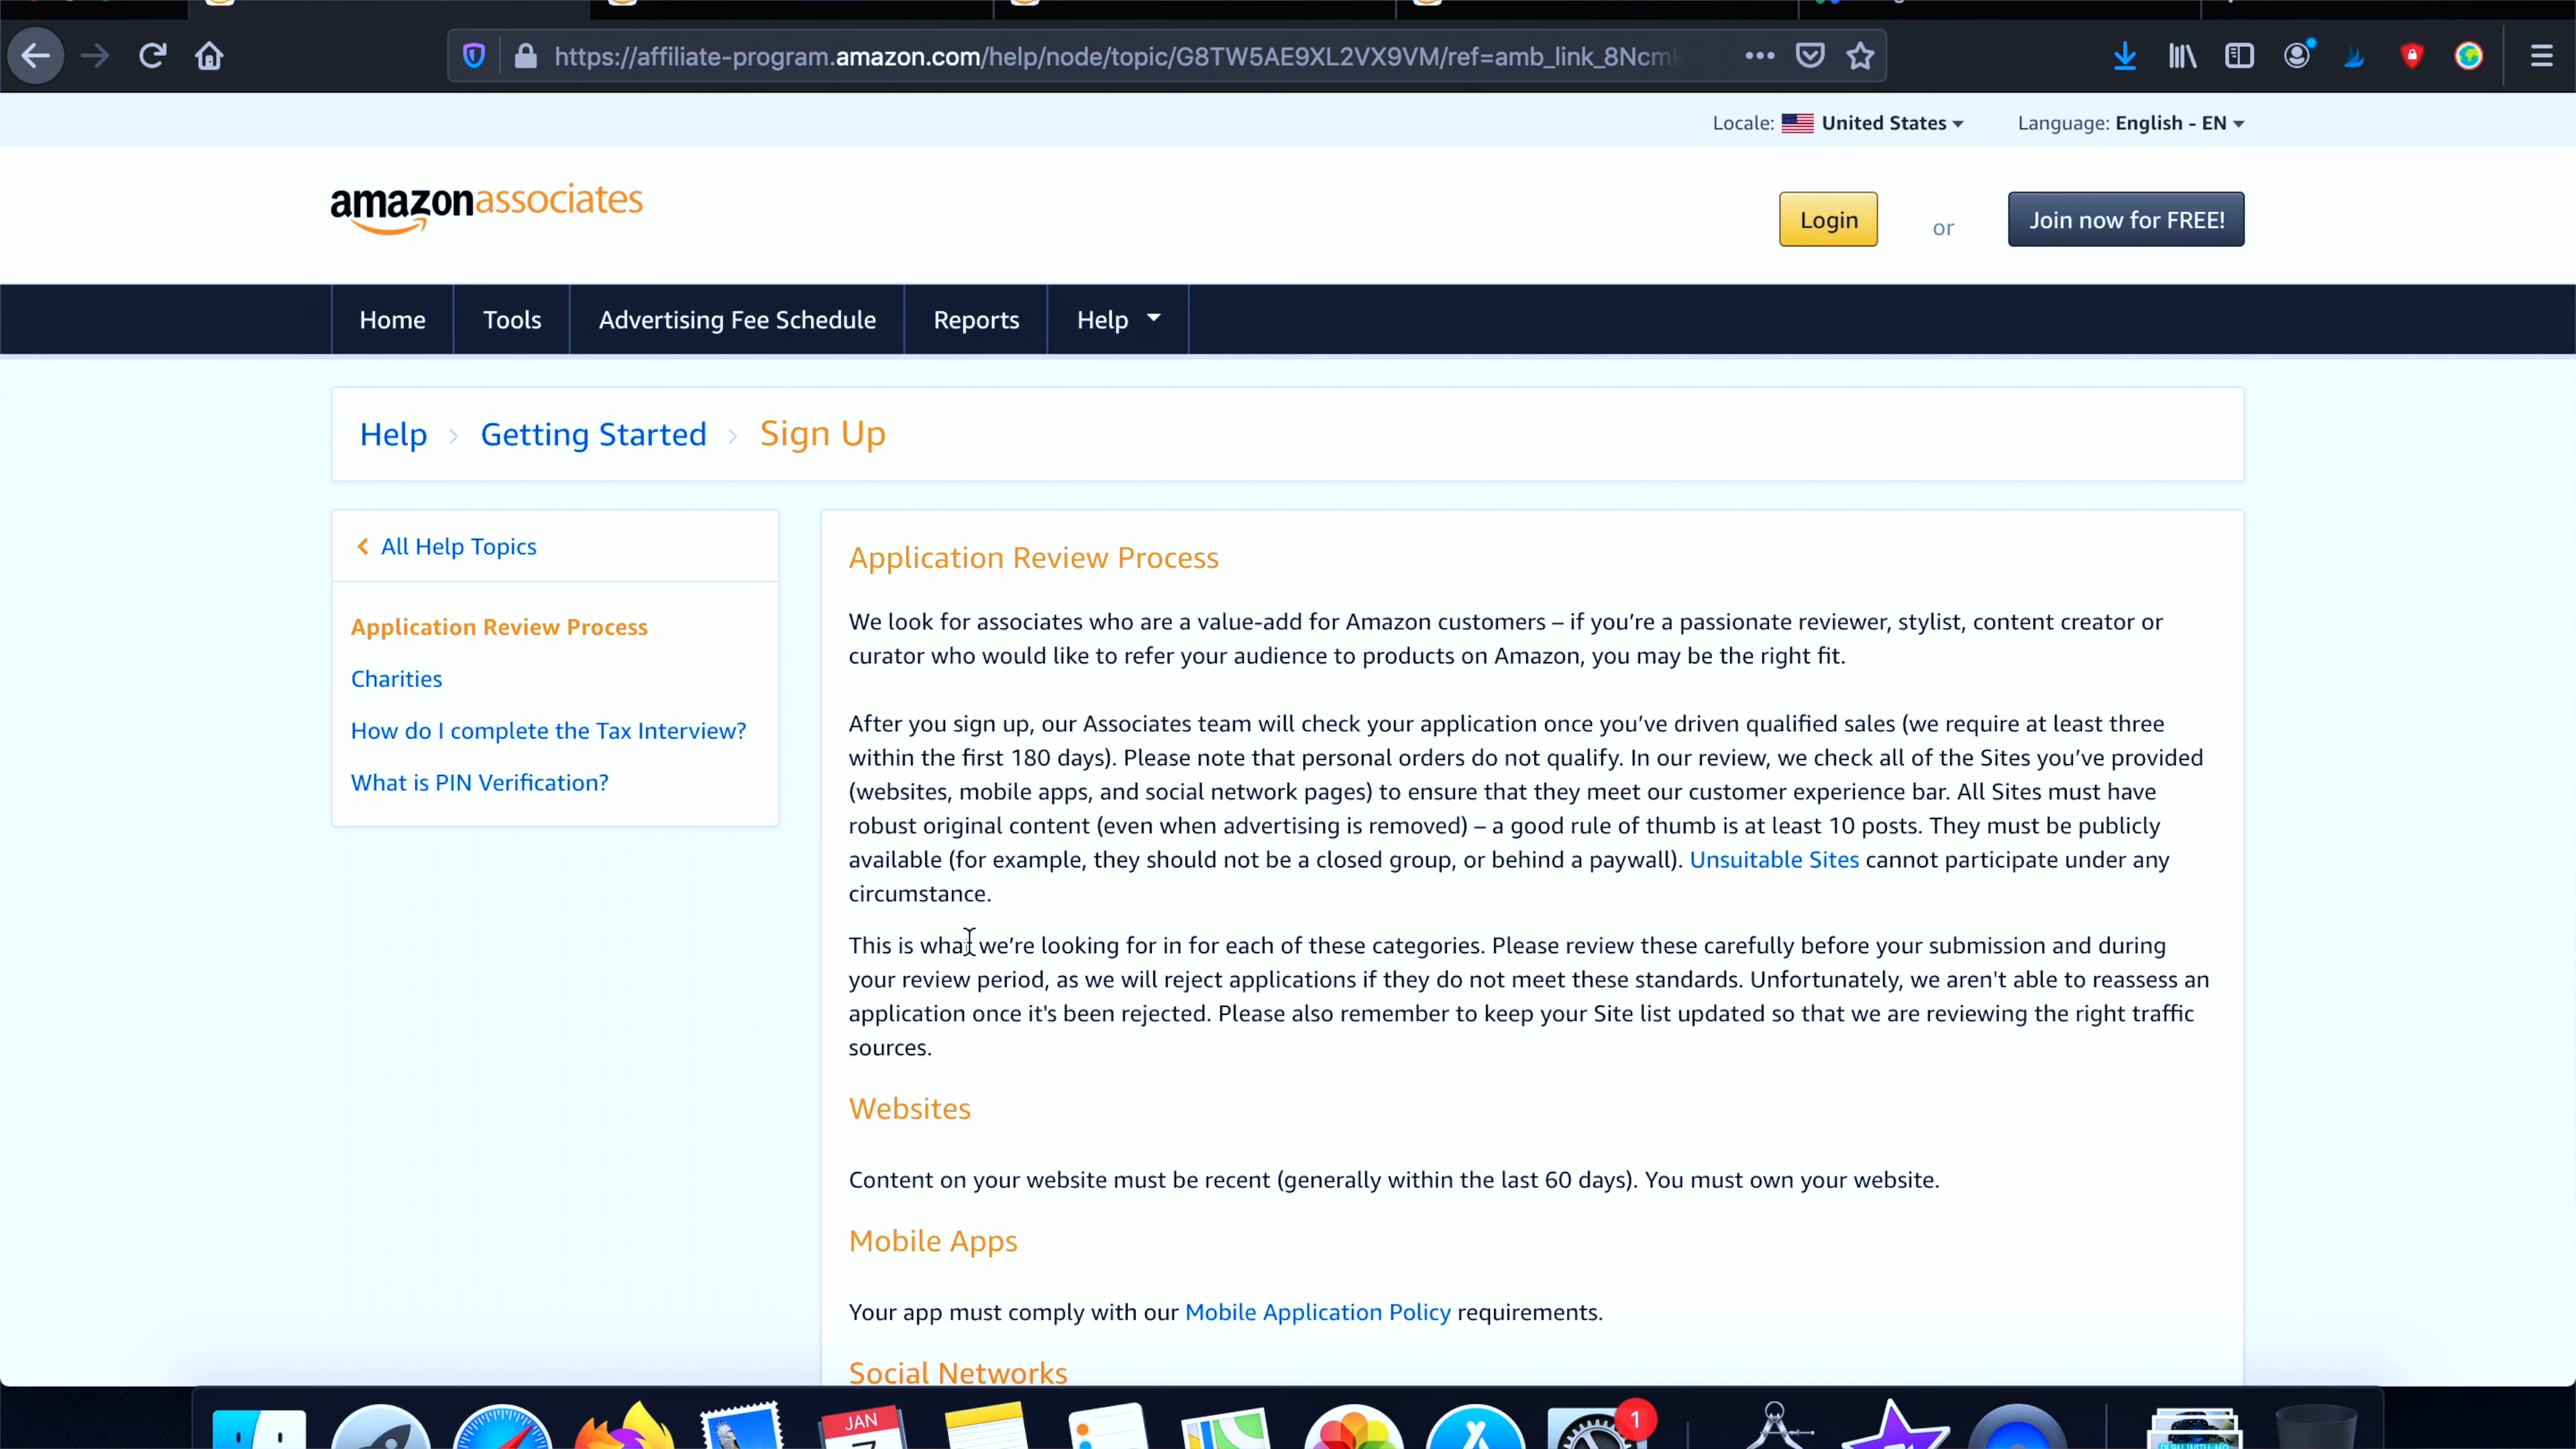 https://affiliate-program.amazon.com/help/node/topic/G8TW5AE9XL2VX9VM/ref=amb_link_8Ncm
Locale: United States
Language: English - EN
amazonassociates
Login
or
Join now for FREE!
Home
Tools
Advertising Fee Schedule
Reports
Help
Help > Getting Started > Sign Up
All Help Topics
Application Review Process
Charities
How do I complete the Tax Interview?
What is PIN Verification?
Application Review Process
We look for associates who are a value-add for Amazon customers – if you’re a passionate reviewer, stylist, content creator or
curator who would like to refer your audience to products on Amazon, you may be the right fit.
After you sign up, our Associates team will check your application once you’ve driven qualified sales (we require at least three
within the first 180 days). Please note that personal orders do not qualify. In our review, we check all of the Sites you’ve provided
(websites, mobile apps, and social network pages) to ensure that they meet our customer experience bar. All Sites must have
robust original content (even when advertising is removed) – a good rule of thumb is at least 10 posts. They must be publicly
available (for example, they should not be a closed group, or behind a paywall). Unsuitable Sites cannot participate under any
circumstance.
This is what we’re looking for in for each of these categories. Please review these carefully before your submission and during
your review period, as we will reject applications if they do not meet these standards. Unfortunately, we aren't able to reassess an
application once it's been rejected. Please also remember to keep your Site list updated so that we are reviewing the right traffic
sources.
Websites
Content on your website must be recent (generally within the last 60 days). You must own your website.
Mobile Apps
Your app must comply with our Mobile Application Policy requirements.
Social Networks
JAN
1